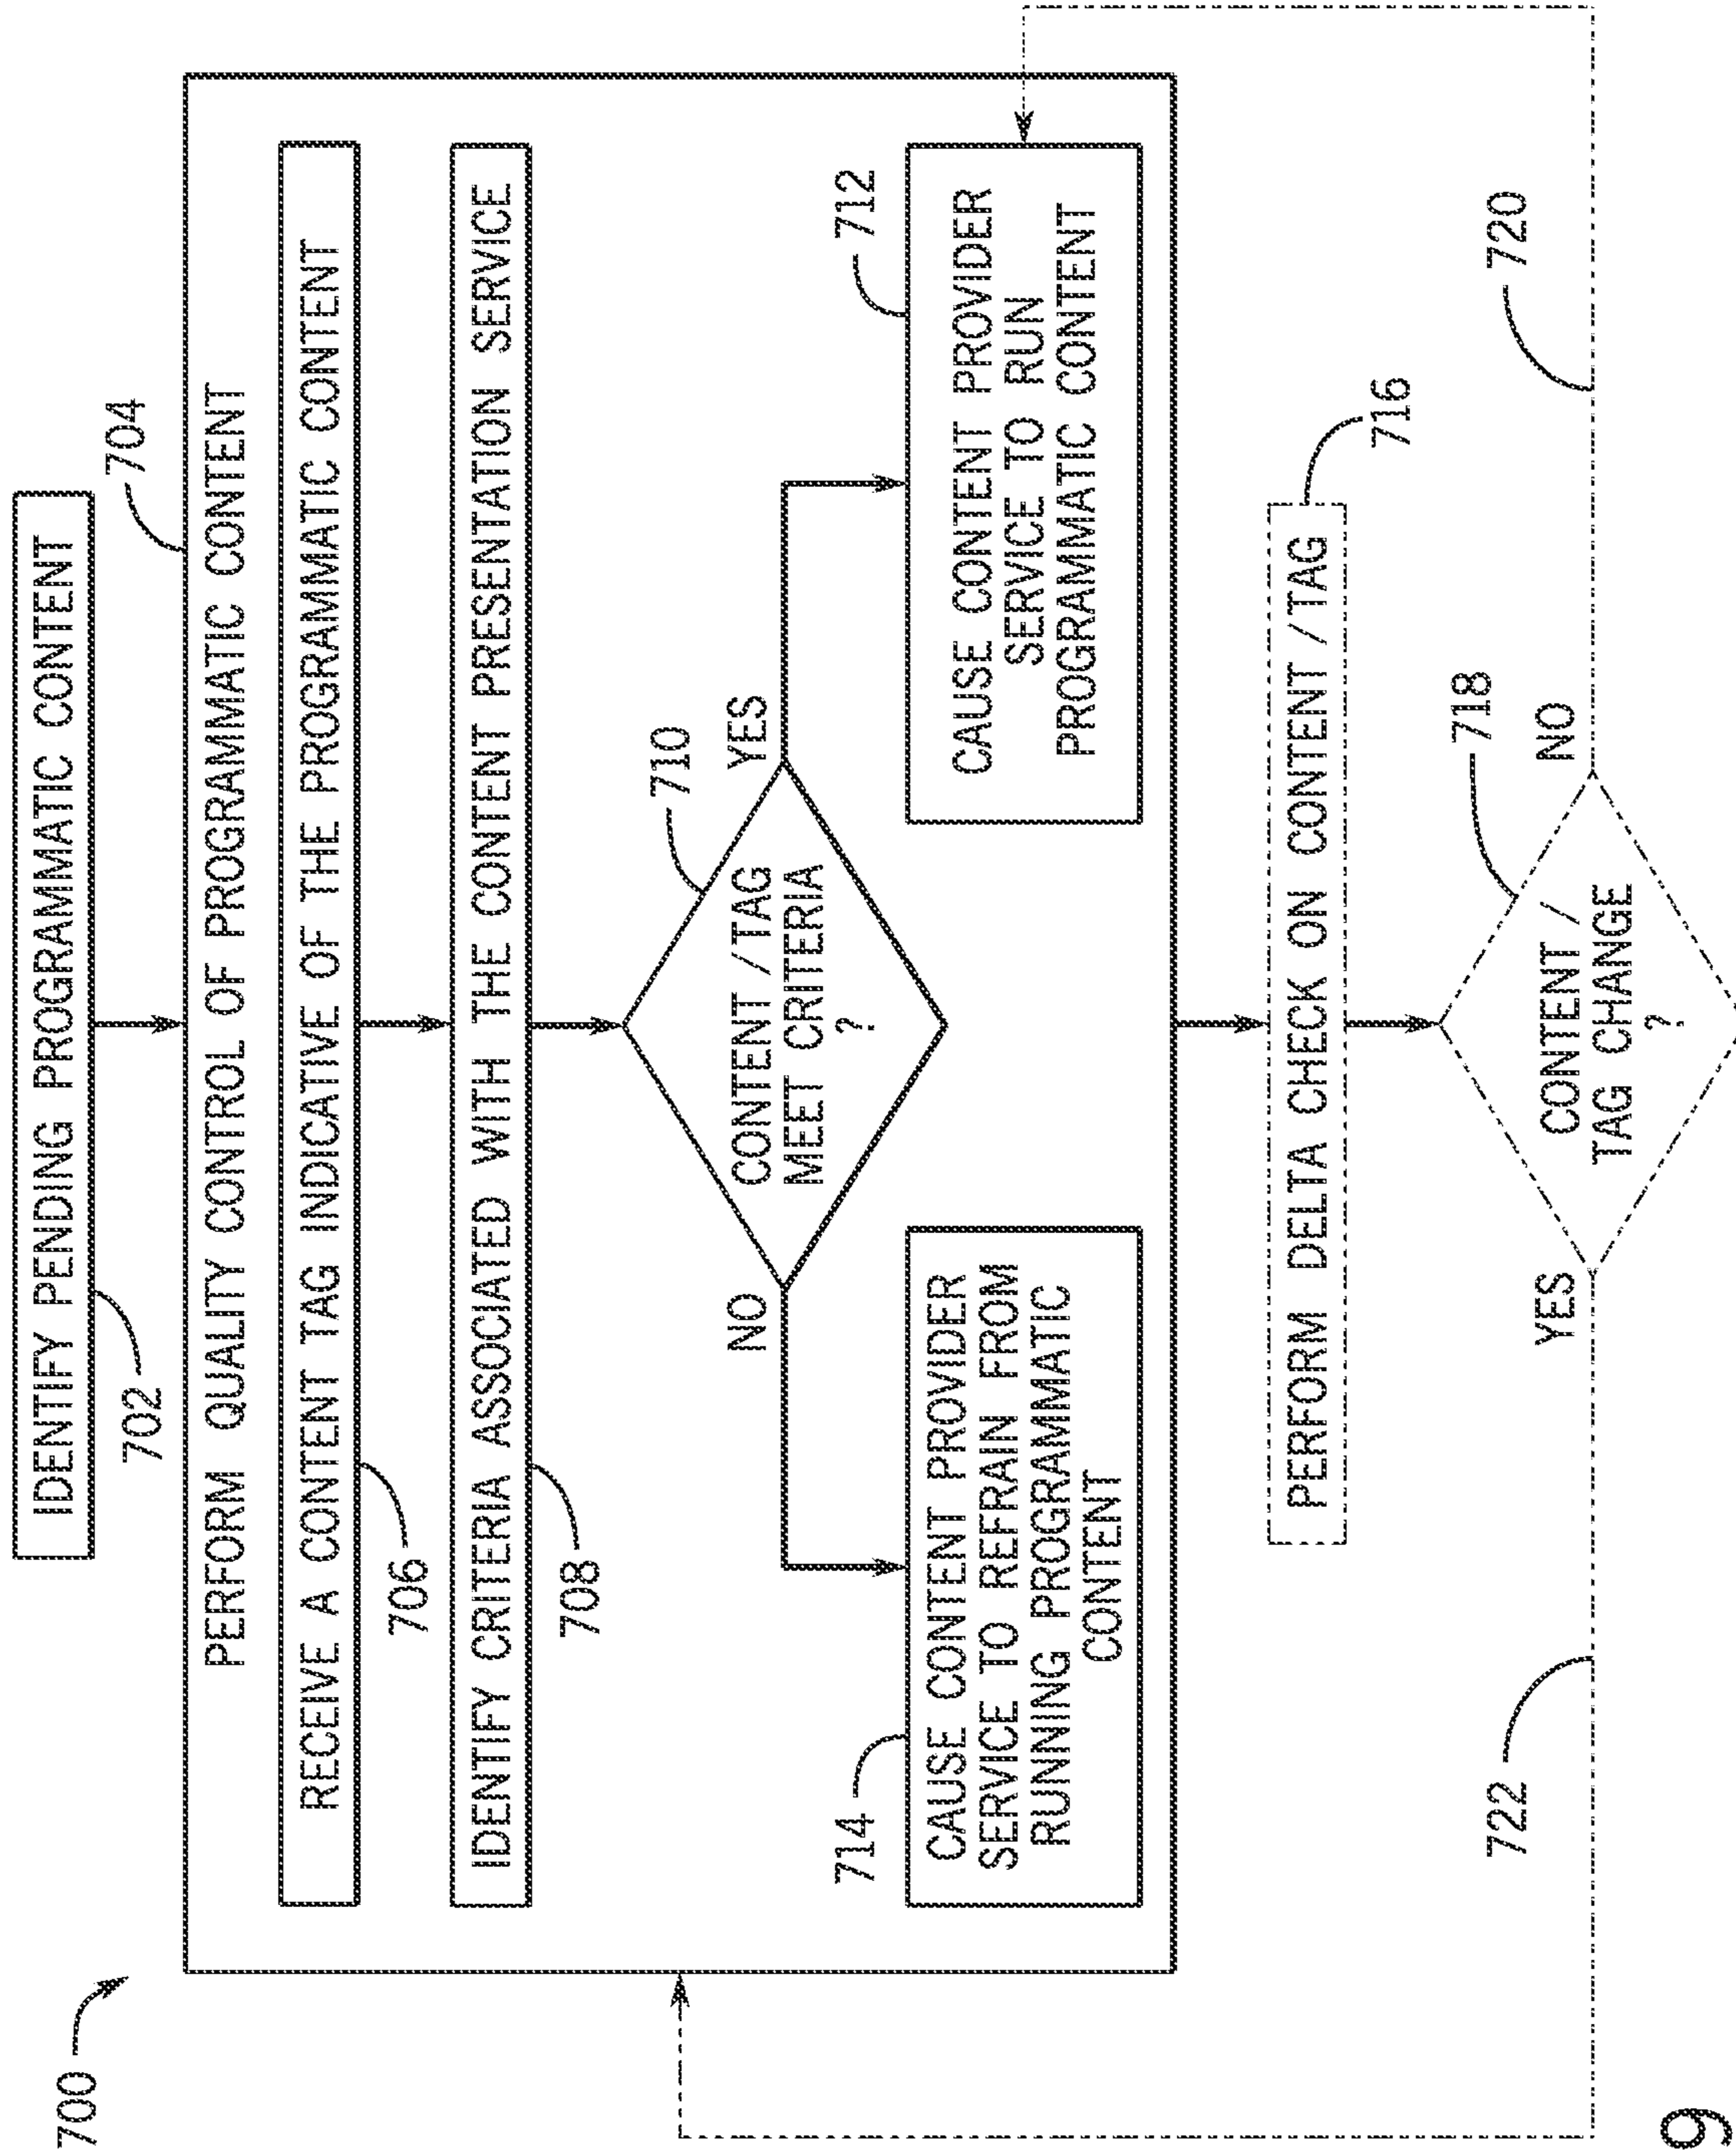 700
IDENTIFY PENDING PROGRAMMATIC CONTENT
702
704
PERFORM QUALITY CONTROL OF PROGRAMMATIC CONTENT
RECEIVE A CONTENT TAG INDICATIVE OF THE PROGRAMMATIC CONTENT
706
IDENTIFY CRITERIA ASSOCIATED WITH THE CONTENT PRESENTATION SERVICE
708
710
CONTENT/TAG
MEET CRITERIA
?
NO
YES
714
CAUSE CONTENT PROVIDER
SERVICE TO REFRAIN FROM
RUNNING PROGRAMMATIC
CONTENT
712
CAUSE CONTENT PROVIDER
SERVICE TO RUN
PROGRAMMATIC CONTENT
PERFORM DELTA CHECK ON CONTENT/TAG
716
718
CONTENT/
TAG CHANGE
?
YES
NO
722
720
9